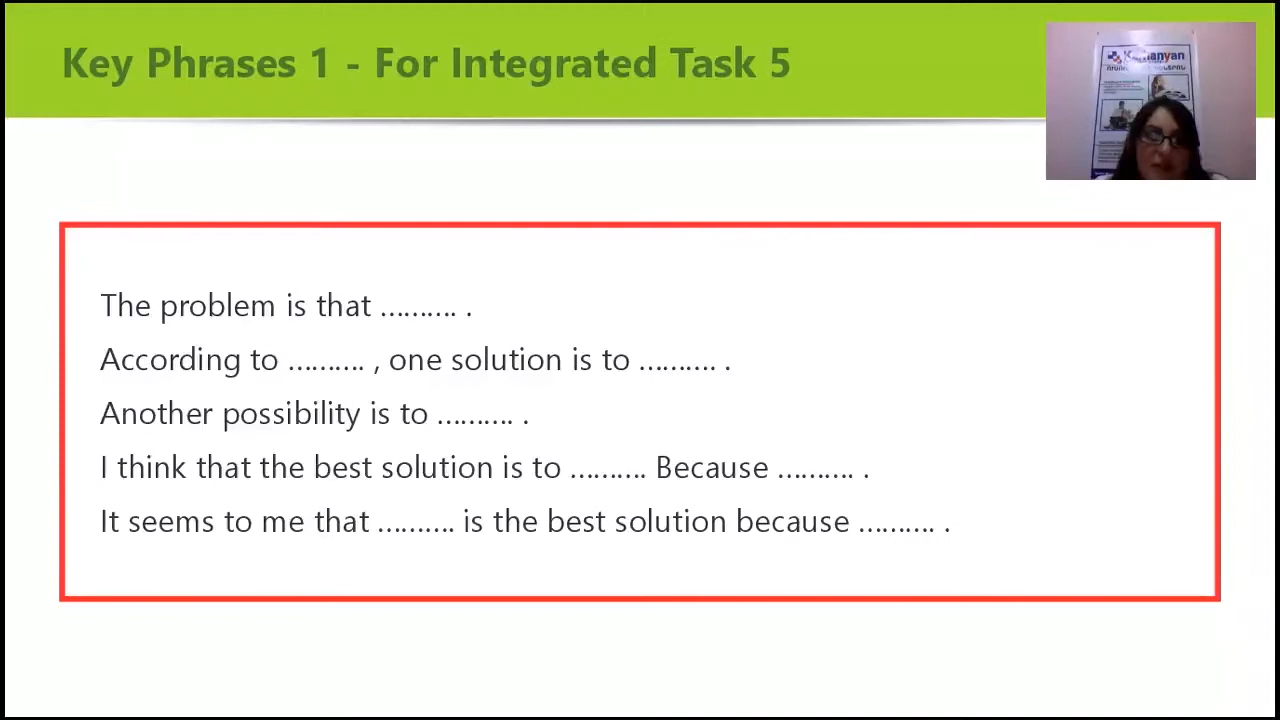 Key Phrases 1 - For Integrated Task 5
The problem is that .......... .
According to .......... , one solution is to .......... .
Another possibility is to .......... .
I think that the best solution is to .......... Because .......... .
It seems to me that .......... is the best solution because .......... .